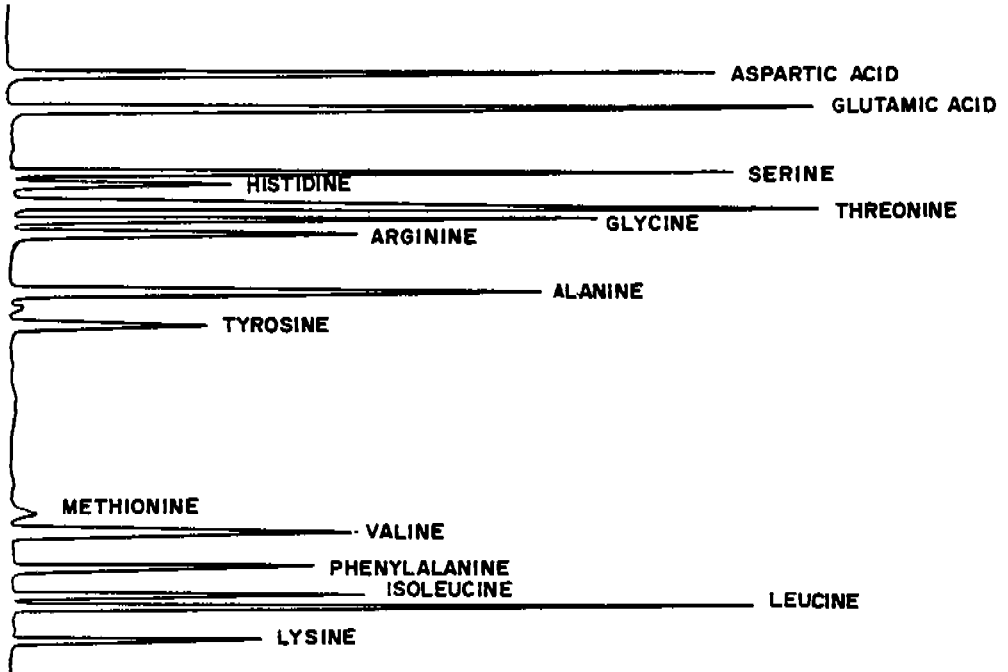 ASPARTIC ACID
GLUTAMIC ACID
SERINE
HISTIDINE
THREONINE
GLYCINE
ARGININE
ALANINE
TYROSINE
METHIONINE
VALINE
PHENYLALANINE
ISOLEUCINE
LEUCINE
LYSINE